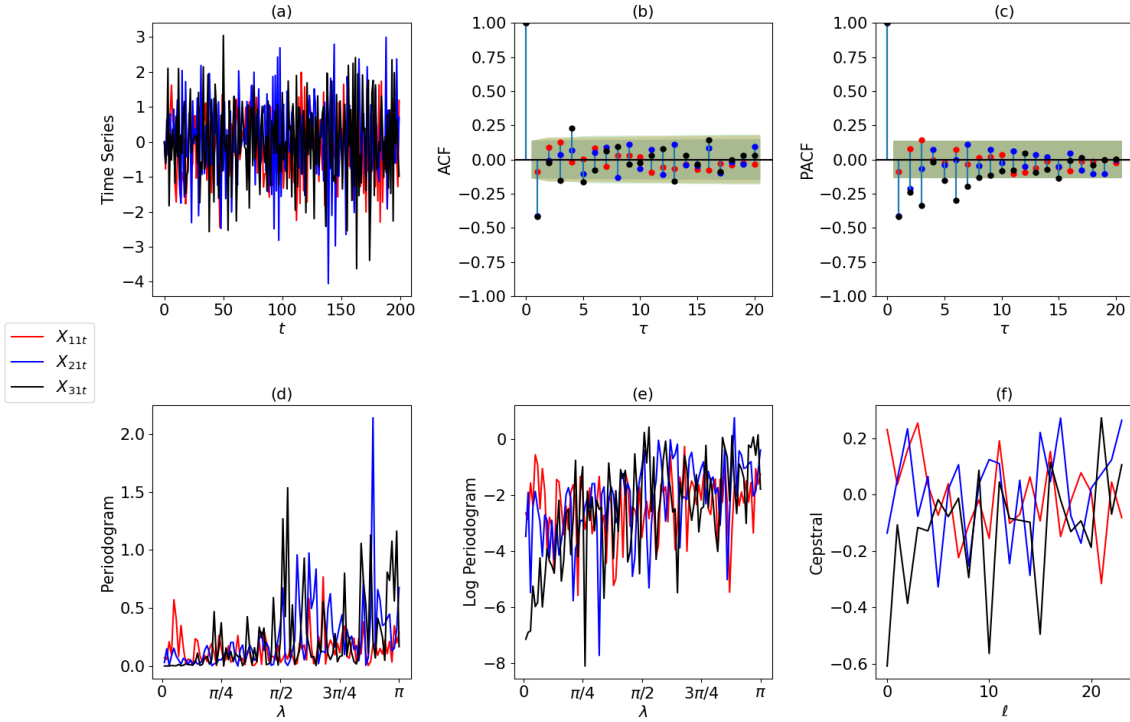 (a)
Time Series
3
2
1
0
−1
−2
−3
−4
0 50 100 150 200
t
(b)
ACF
1.00
0.75
0.50
0.25
0.00
−0.25
−0.50
−0.75
−1.00
0 5 10 15 20
τ
(c)
PACF
1.00
0.75
0.50
0.25
0.00
−0.25
−0.50
−0.75
−1.00
0 5 10 15 20
τ
X11t
X21t
X31t
(d)
Periodogram
2.0
1.5
1.0
0.5
0.0
0 π/4 π/2 3π/4 π
λ
(e)
Log Periodogram
0
−2
−4
−6
−8
0 π/4 π/2 3π/4 π
λ
(f)
Cepstral
0.2
0.0
−0.2
−0.4
−0.6
0 10 20
ℓ